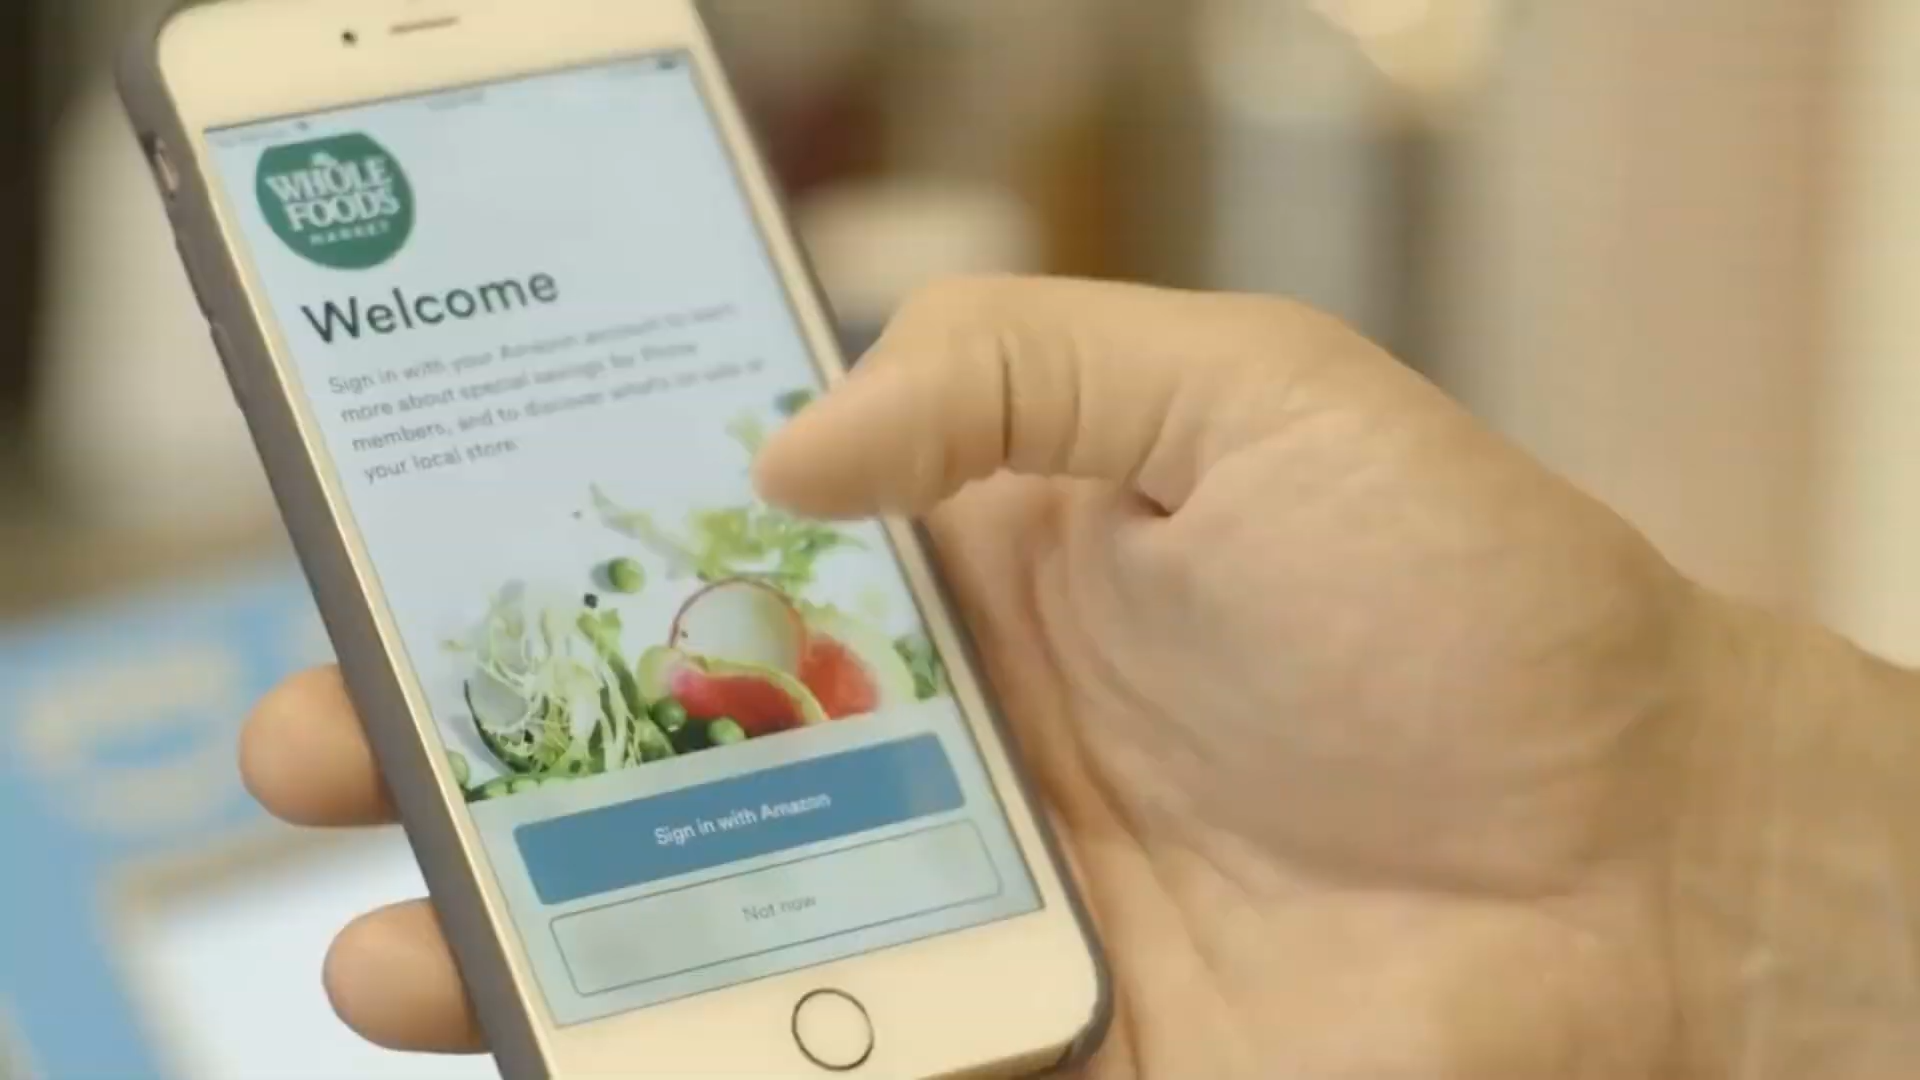 WHOLE
FOODS
MARKET
Welcome
Sign in with your Amazon account to learn
more about special savings for Prime
members, and to discover what's on sale at
your local store.
Sign in with Amazon
Not now